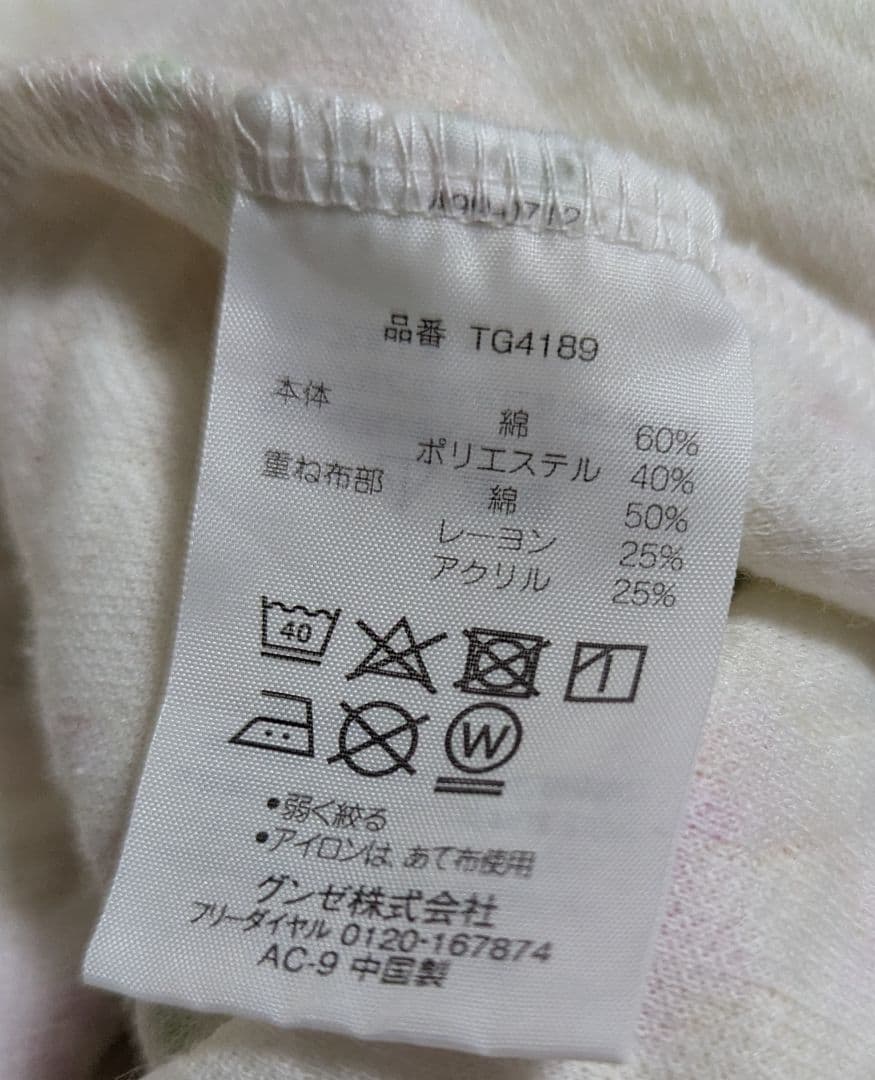 品番 TG4189
本体 綿 60%
ポリエステル 40%
重ね布部 綿 50%
レーヨン 25%
アクリル 25%
40
W
•弱く絞る
•アイロンは、あて布使用
グンゼ株式会社
フリーダイヤル 0120-167874
AC-9 中国製